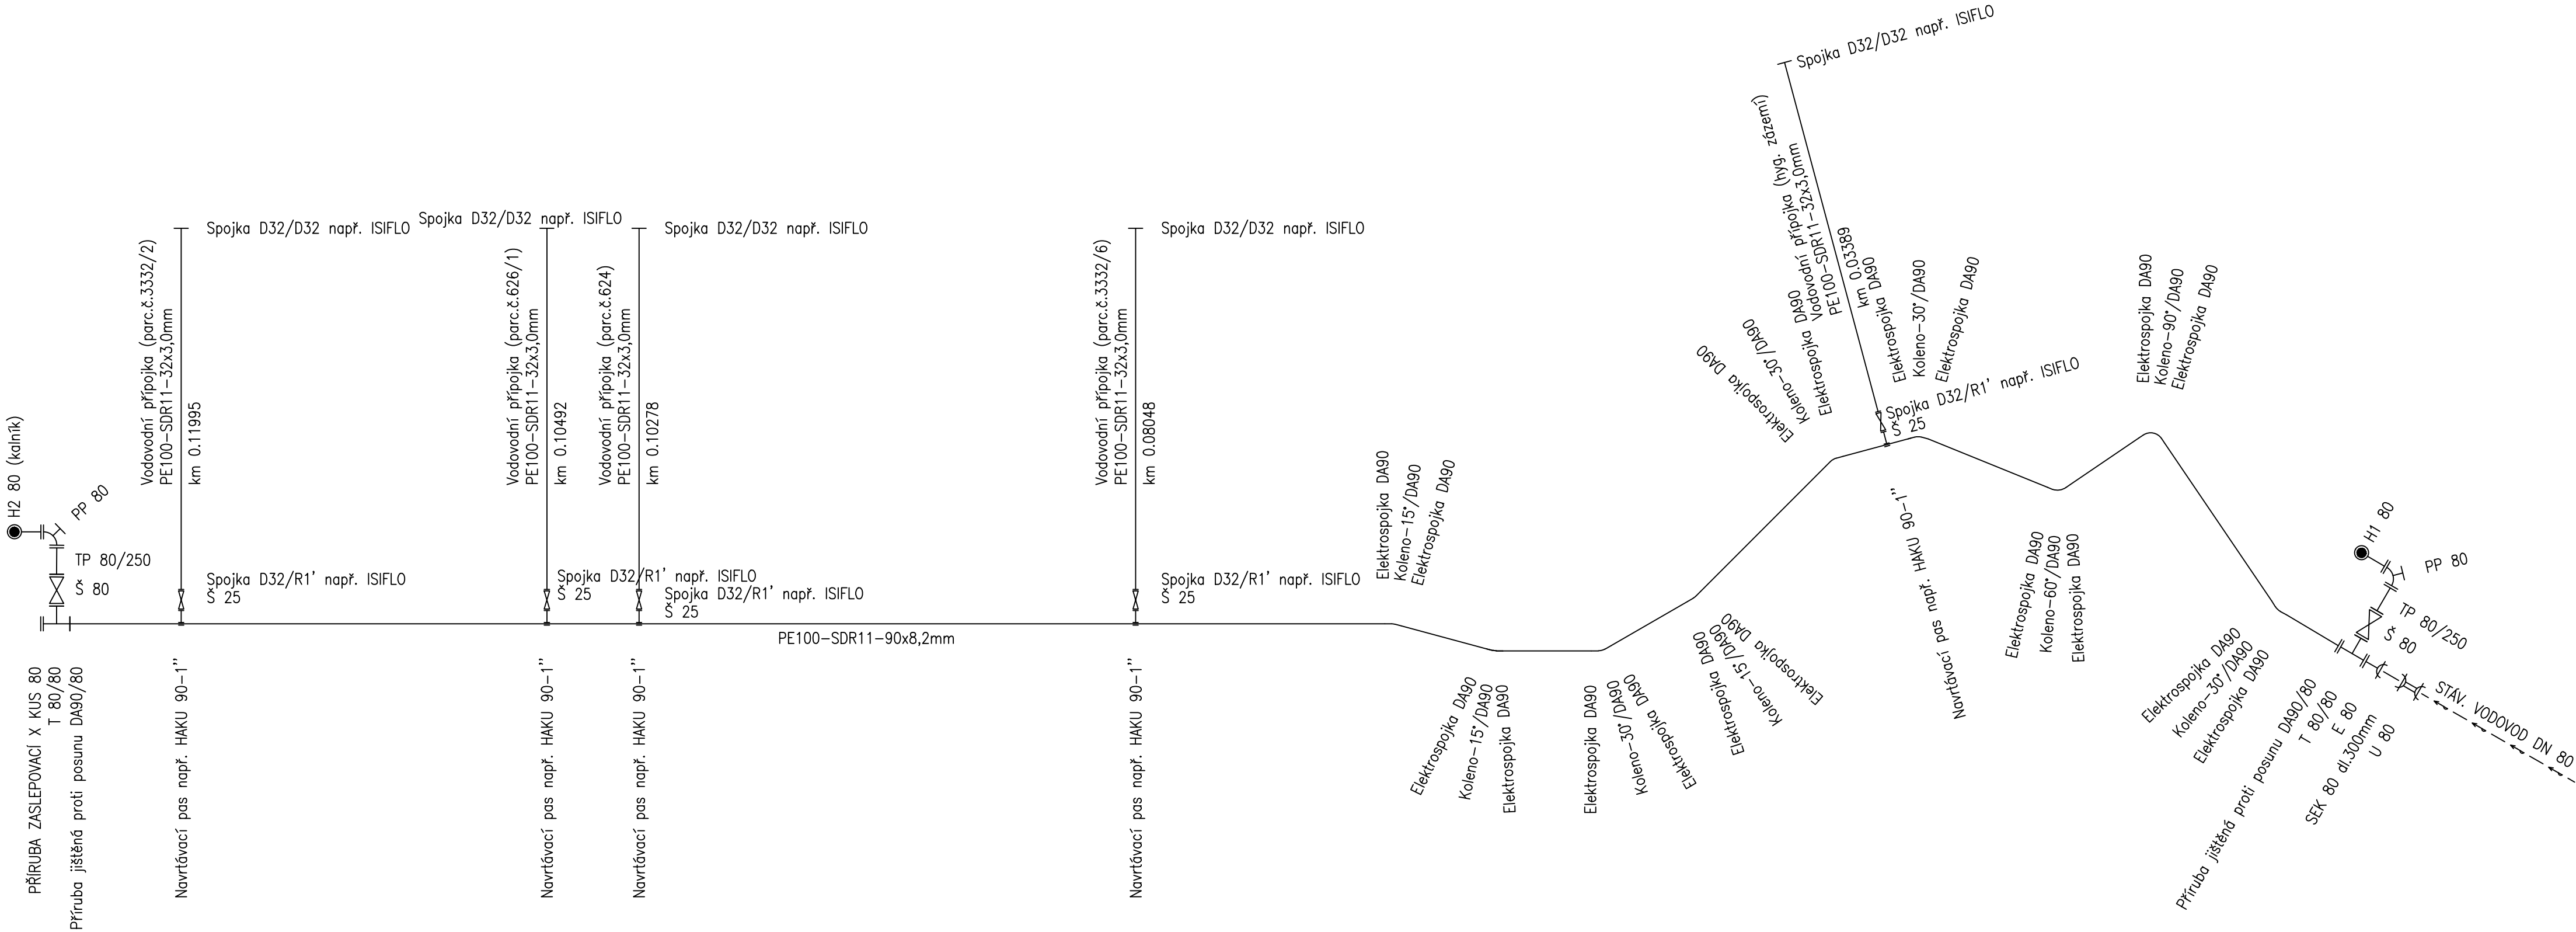 H2 80 (kalník)
PP 80
TP 80/250
Š 80
PŘÍRUBA ZASLEPOVACÍ X KUS 80
T 80/80
Příruba jištěná proti posunu DA90/80
Vodovodní přípojka (parc.č.3332/2)
PE100-SDR11-32x3,0mm
km 0.11995
Spojka D32/D32 např. ISIFLO
Spojka D32/R1' např. ISIFLO
Š 25
Navrtávací pas např. HAKU 90-1"
Spojka D32/D32 např. ISIFLO
Vodovodní přípojka (parc.č.626/1)
PE100-SDR11-32x3,0mm
km 0.10492
Spojka D32/R1' např. ISIFLO
Š 25
Navrtávací pas např. HAKU 90-1"
Spojka D32/D32 např. ISIFLO
Vodovodní přípojka (parc.č.624)
PE100-SDR11-32x3,0mm
km 0.10278
Spojka D32/R1' např. ISIFLO
Š 25
Navrtávací pas např. HAKU 90-1"
PE100-SDR11-90x8,2mm
Vodovodní přípojka (parc.č.3332/6)
PE100-SDR11-32x3,0mm
km 0.08048
Spojka D32/D32 např. ISIFLO
Spojka D32/R1' např. ISIFLO
Š 25
Navrtávací pas např. HAKU 90-1"
Elektrospojka DA90
Koleno-15°/DA90
Elektrospojka DA90
Elektrospojka DA90
Koleno-15°/DA90
Elektrospojka DA90
Elektrospojka DA90
Koleno-30°/DA90
Elektrospojka DA90
Elektrospojka DA90
Koleno-15°/DA90
Elektrospojka DA90
Elektrospojka DA90
Koleno-30°/DA90
Elektrospojka DA90
Spojka D32/D32 např. ISIFLO
Vodovodní přípojka (hyg. zázemí)
PE100-SDR11-32x3,0mm
km 0.03389
Spojka D32/R1' např. ISIFLO
Š 25
Navrtávací pas např. HAKU 90-1"
Elektrospojka DA90
Koleno-30°/DA90
Elektrospojka DA90
Elektrospojka DA90
Koleno-60°/DA90
Elektrospojka DA90
Elektrospojka DA90
Koleno-90°/DA90
Elektrospojka DA90
Elektrospojka DA90
Koleno-30°/DA90
Elektrospojka DA90
H1 80
PP 80
TP 80/250
Š 80
Příruba jištěná proti posunu DA90/80
T 80/80
E 80
SEK 80 dl.300mm
U 80
STÁV. VODOVOD DN 80